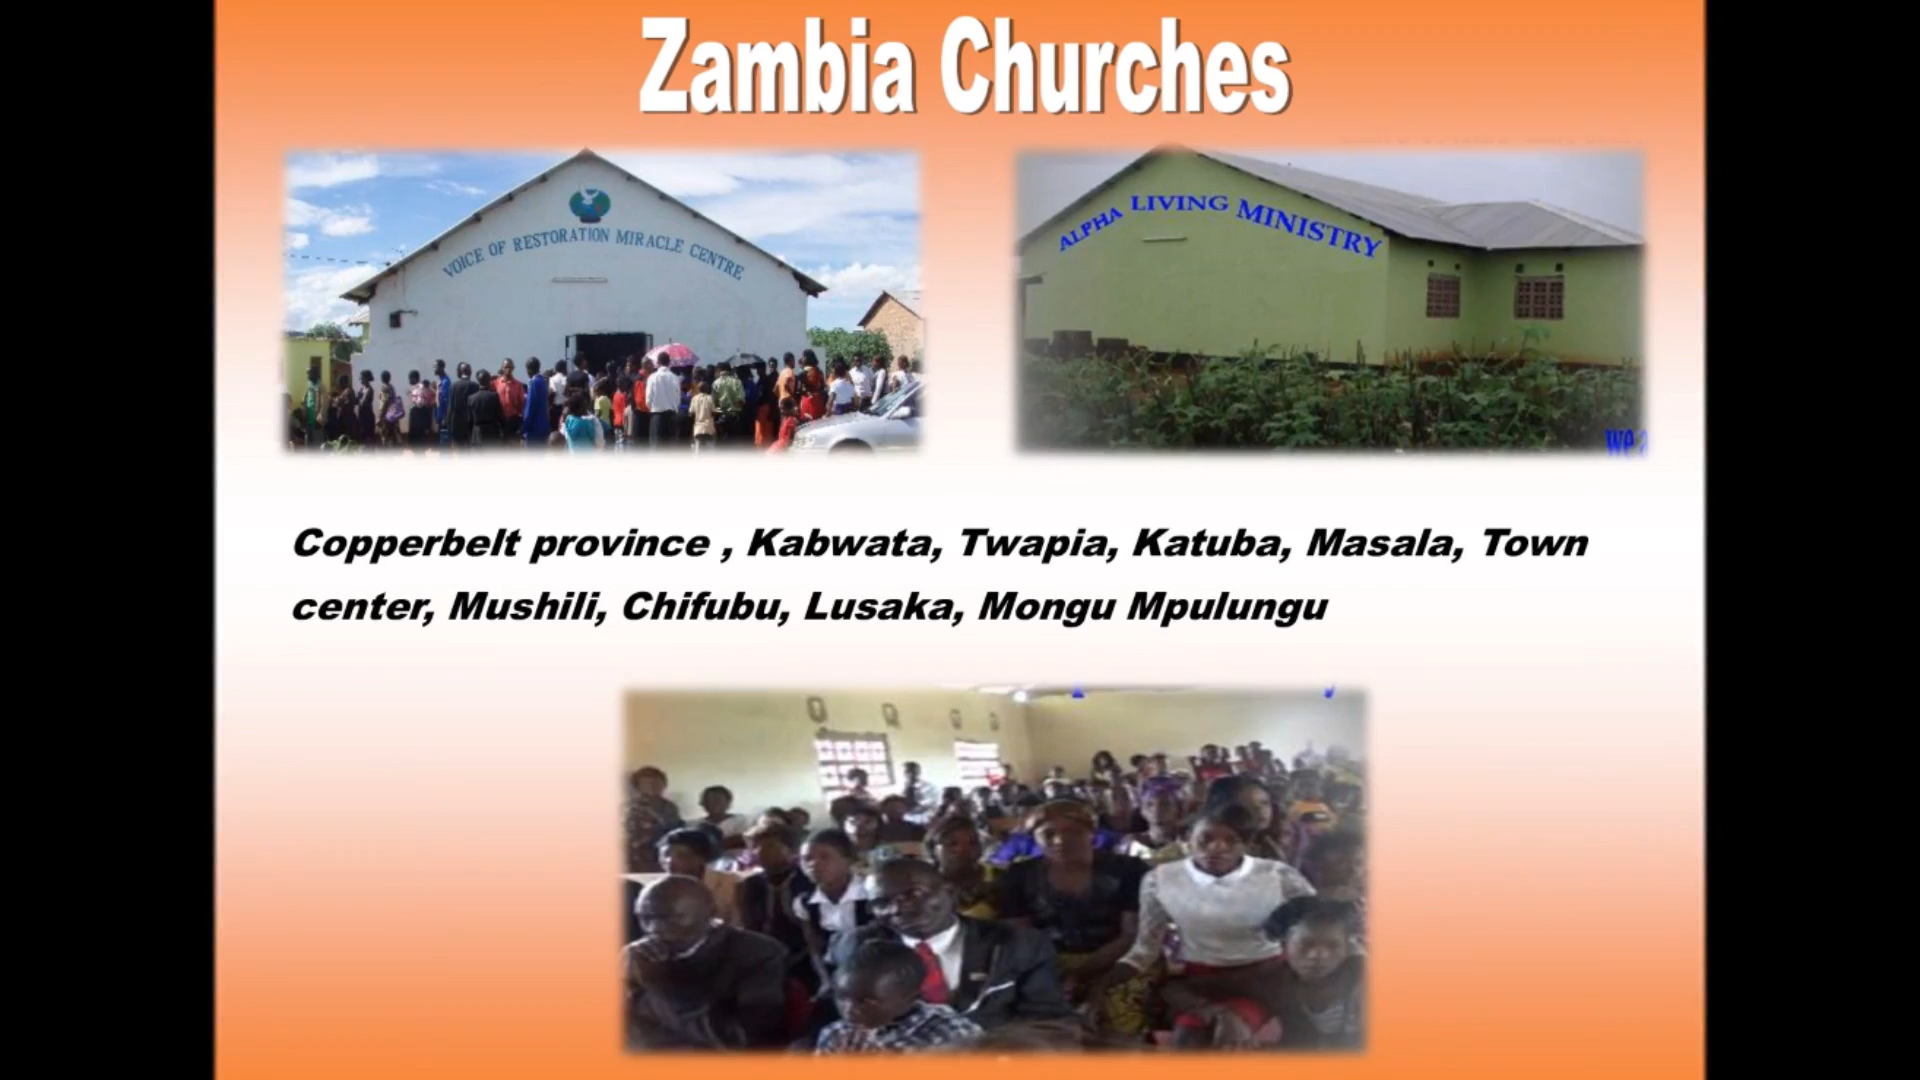 Zambia Churches
VOICE OF RESTORATION MIRACLE CENTRE
ALPHA LIVING MINISTRY
we
Copperbelt province , Kabwata, Twapia, Katuba, Masala, Town
center, Mushili, Chifubu, Lusaka, Mongu Mpulungu